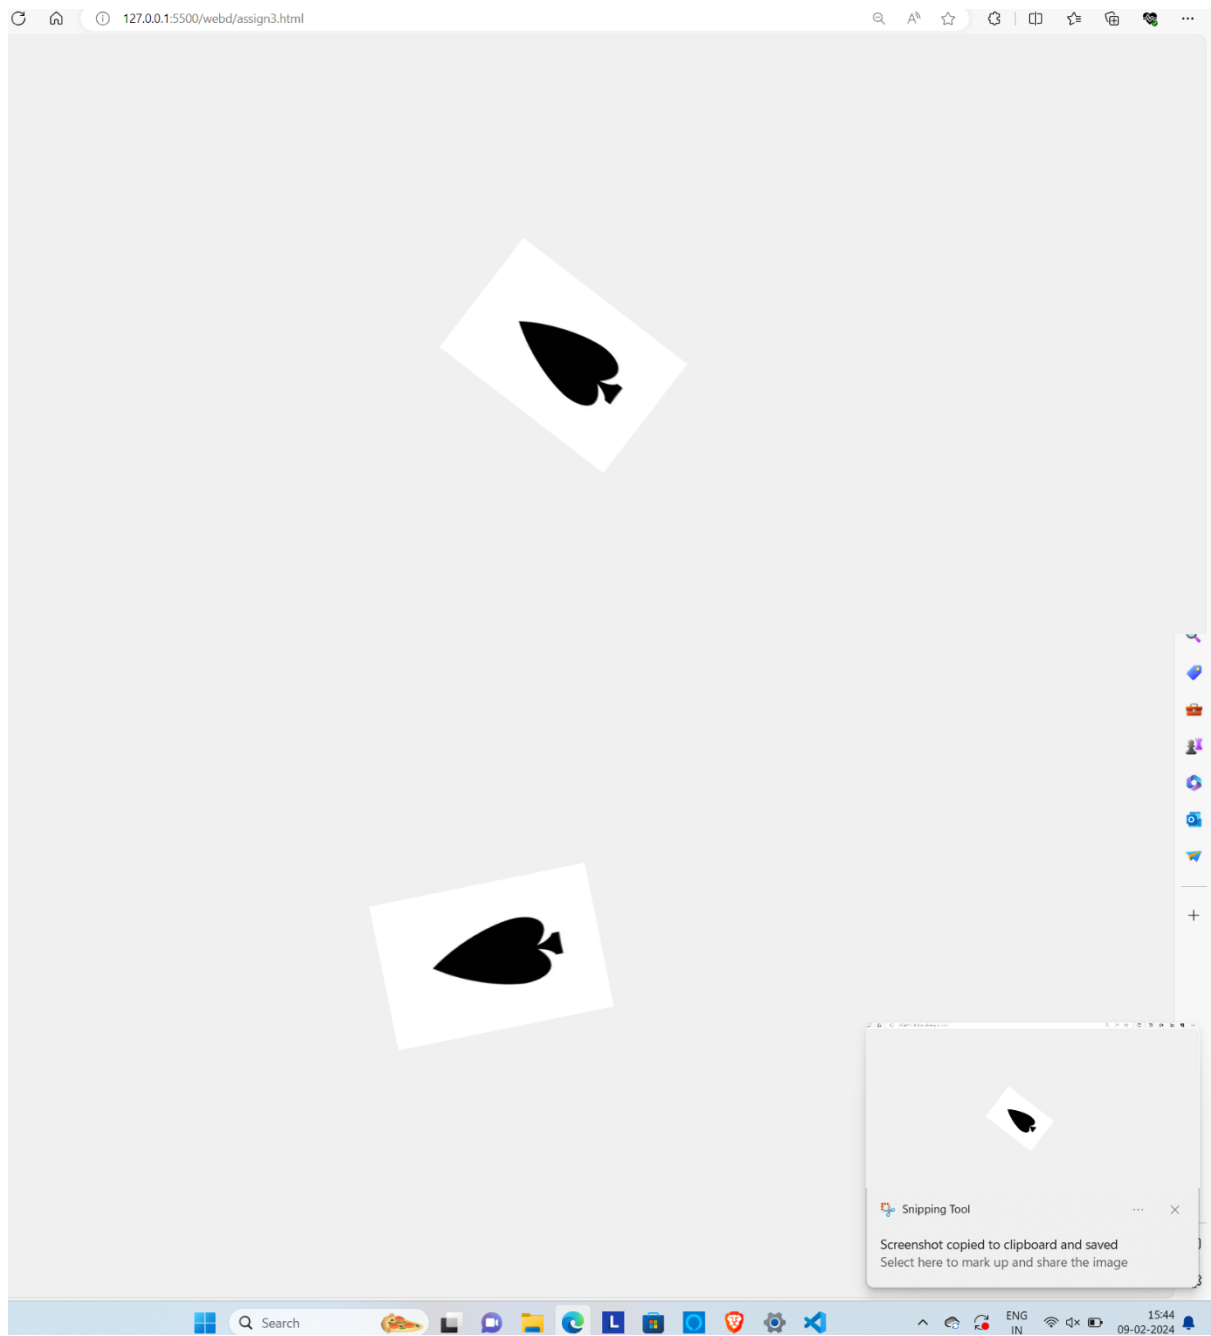 127.0.0.1:5500/webd/assign3.html
Snipping Tool
Screenshot copied to clipboard and saved
Select here to mark up and share the image
Search
ENG
IN
15:44
09-02-2024